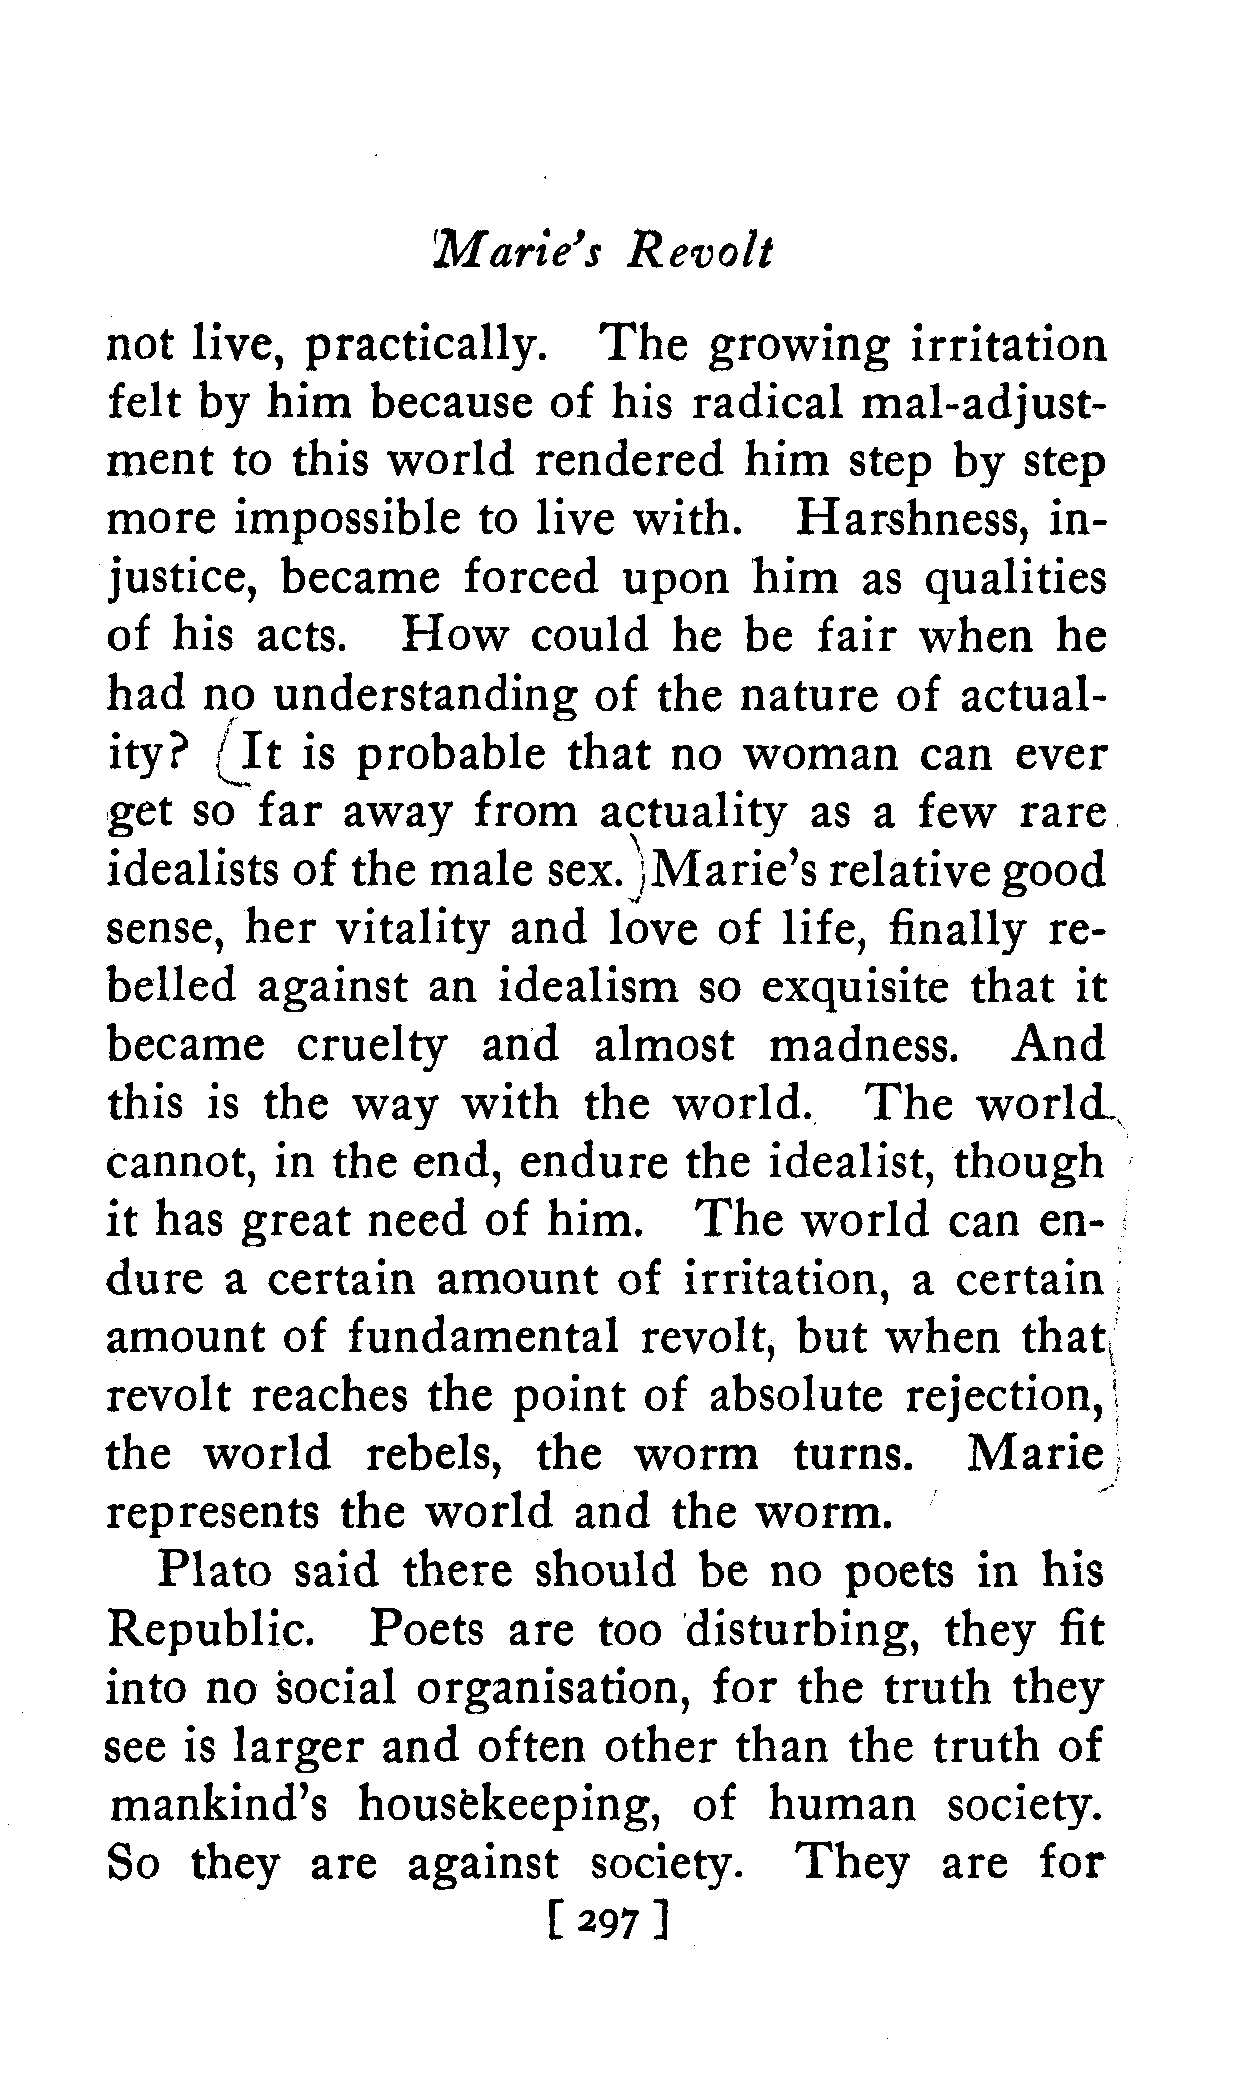 Marie's Revolt
not live, practically. The growing irritation
felt by him because of his radical mal-adjust-
ment to this world rendered him step by step
more impossible to live with. Harshness, in-
justice, became forced upon him as qualities
of his acts. How could he be fair when he
had no understanding of the nature of actual-
ity? (It is probable that no woman can ever
get so far away from actuality as a few rare
idealists of the male sex.) Marie's relative good
sense, her vitality and love of life, finally re-
belled against an idealism so exquisite that it
became cruelty and almost madness. And
this is the way with the world. The world
cannot, in the end, endure the idealist, though
it has great need of him. The world can en-
dure a certain amount of irritation, a certain
amount of fundamental revolt, but when that
revolt reaches the point of absolute rejection,
the world rebels, the worm turns. Marie
represents the world and the worm.
Plato said there should be no poets in his
Republic. Poets are too disturbing, they fit
into no social organisation, for the truth they
see is larger and often other than the truth of
mankind's housekeeping, of human society.
So they are against society. They are for
[ 297 ]